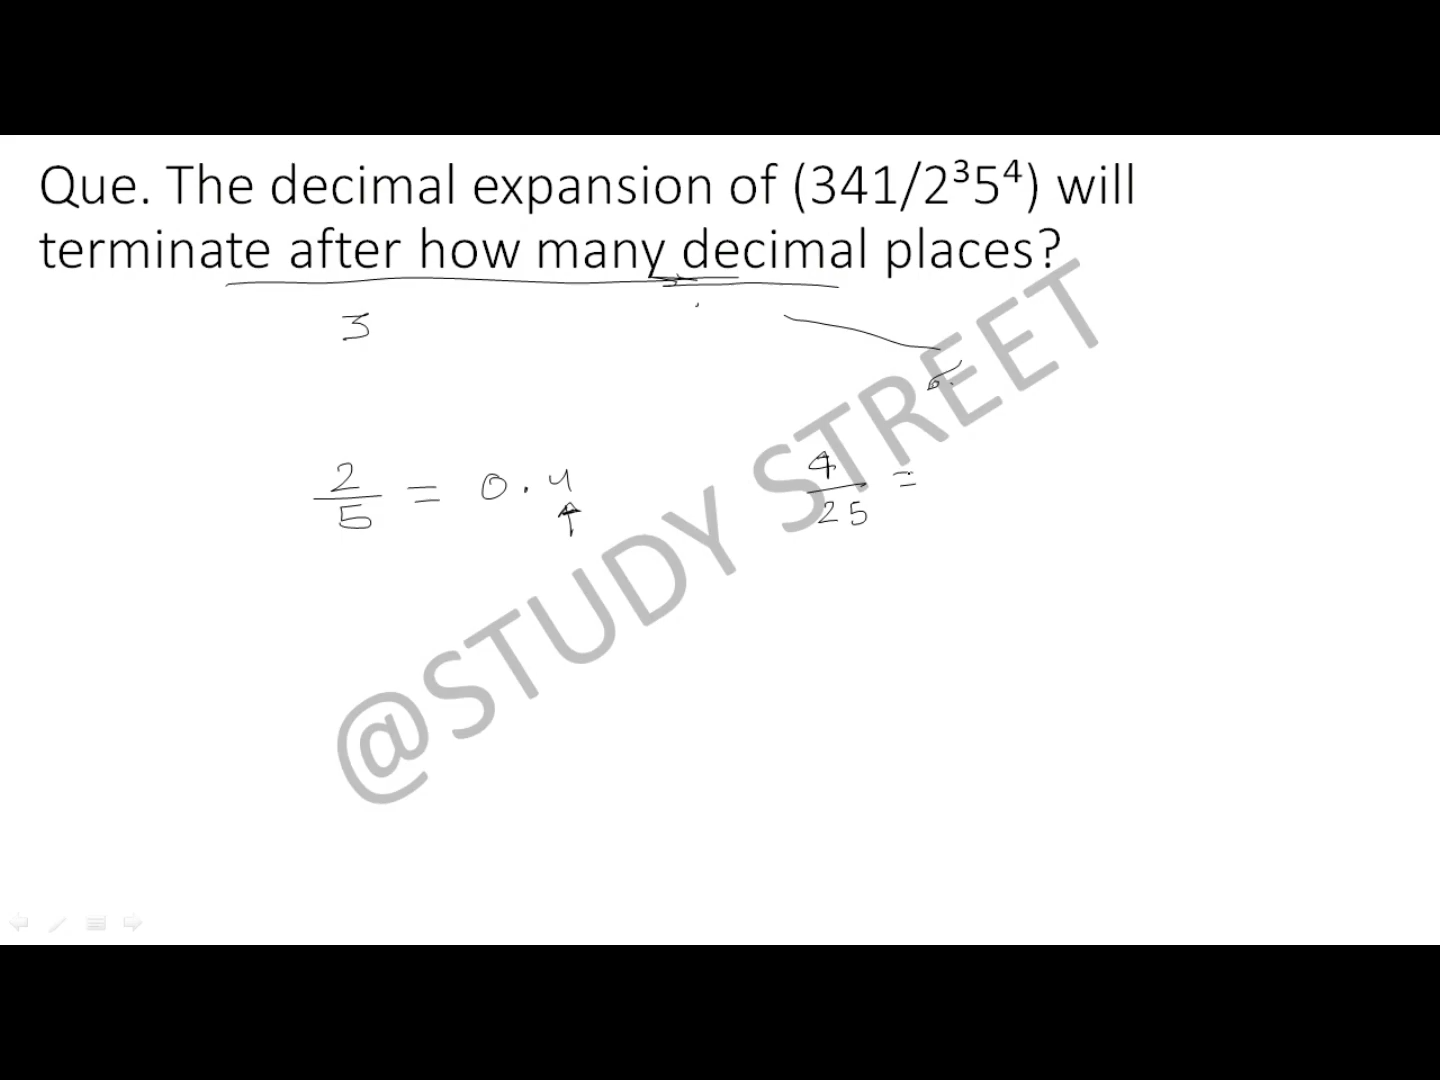 Que. The decimal expansion of (341/2³5⁴) will
terminate after how many decimal places?
3
2/5 = 0.4
4/25 =
@STUDY STREET